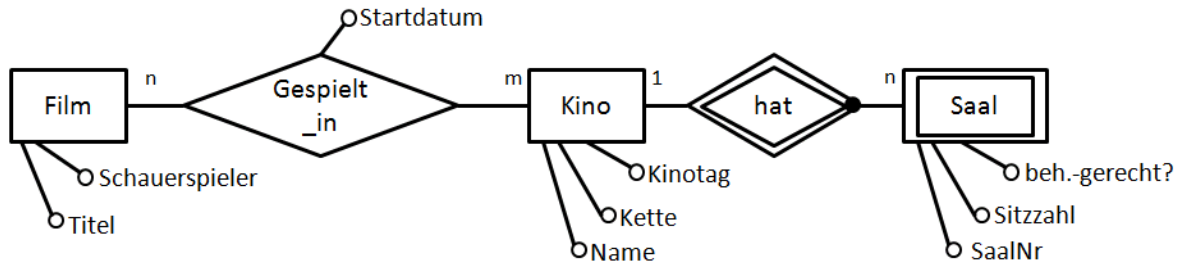 Startdatum
n
m
1
n
Film
Gespielt
_in
Kino
hat
Saal
Schauerspieler
Kinotag
beh.-gerecht?
Titel
Kette
Sitzzahl
Name
SaalNr